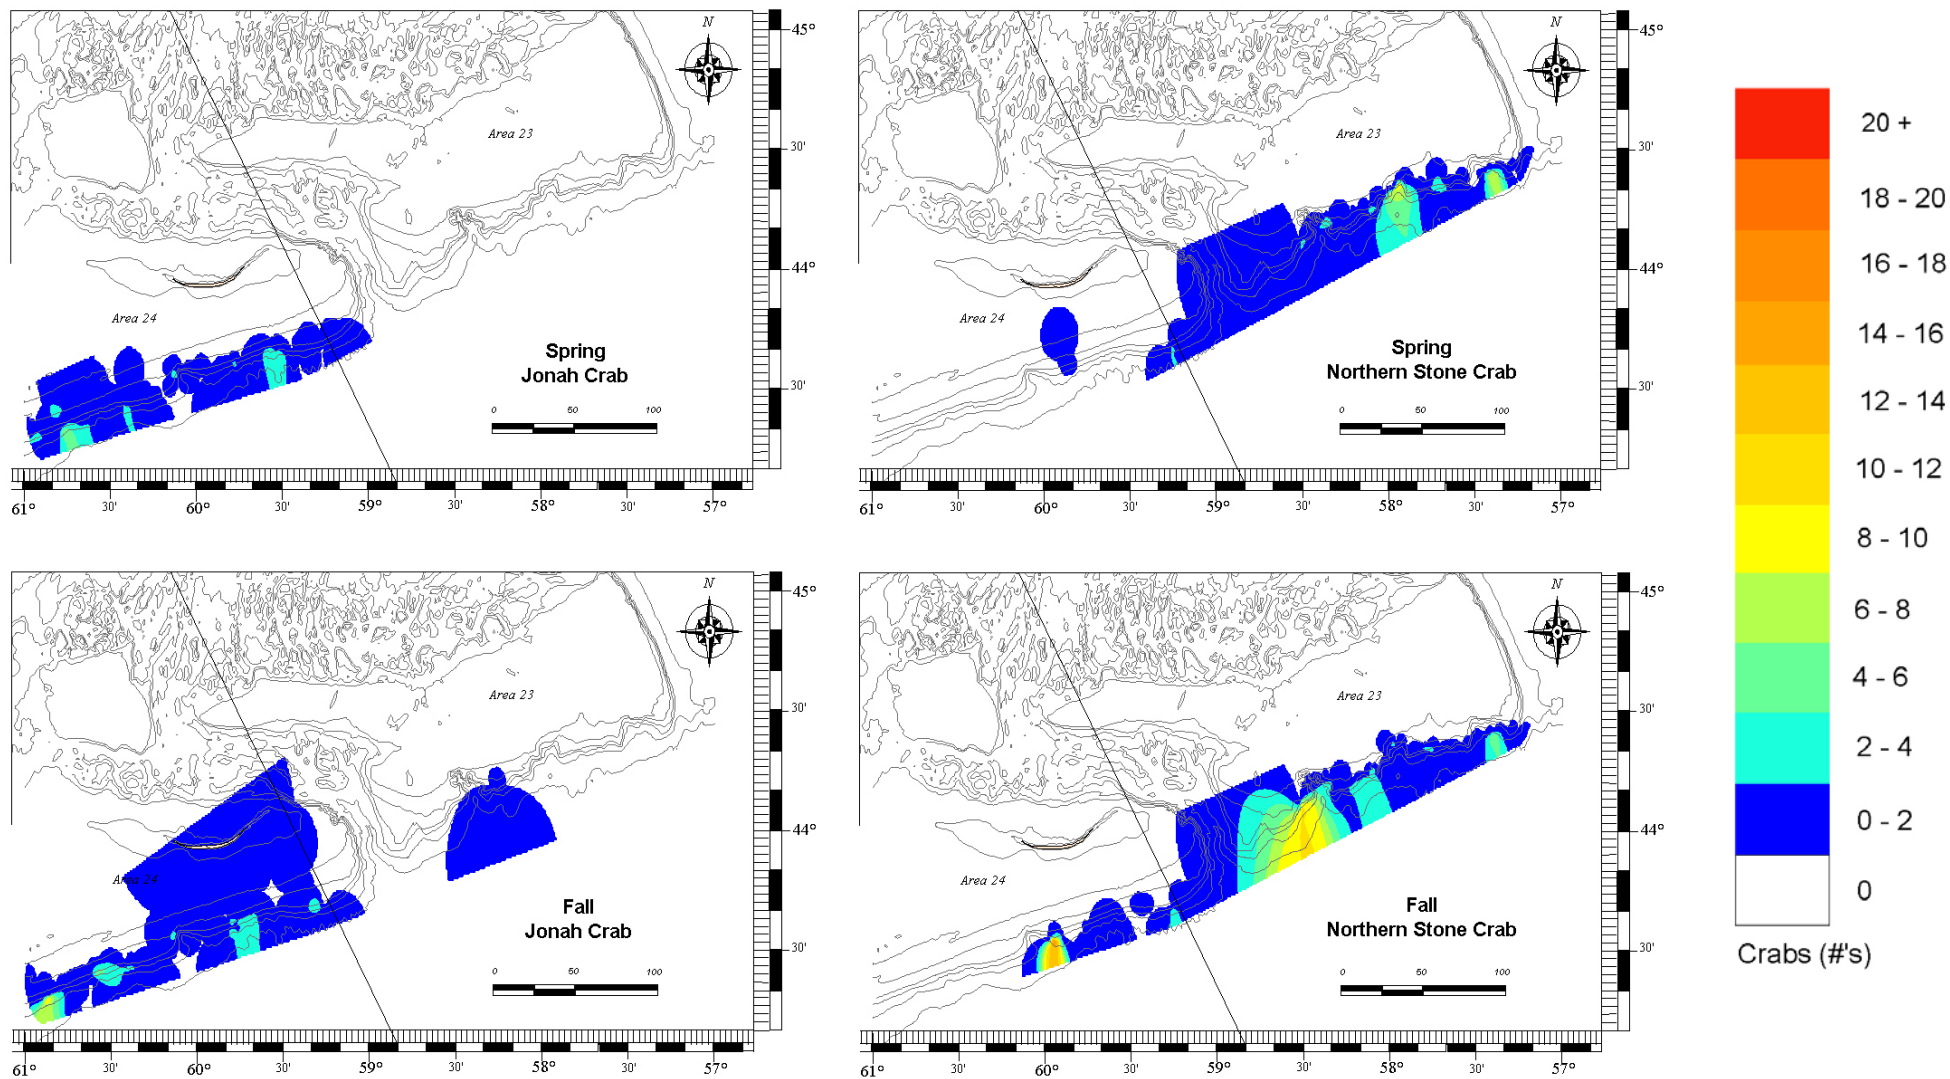 N
45°
Area 23
30'
44°
Area 24
Spring
Jonah Crab
30'
0 50 100
61° 30' 60° 30' 59° 30' 58° 30' 57°
N
45°
Area 23
30'
44°
Area 24
Spring
Northern Stone Crab
30'
0 50 100
61° 30' 60° 30' 59° 30' 58° 30' 57°
N
45°
Area 23
30'
44°
Area 24
Fall
Jonah Crab
30'
0 50 100
61° 30' 60° 30' 59° 30' 58° 30' 57°
N
45°
Area 23
30'
44°
Area 24
Fall
Northern Stone Crab
30'
0 50 100
61° 30' 60° 30' 59° 30' 58° 30' 57°
20 +
18 - 20
16 - 18
14 - 16
12 - 14
10 - 12
8 - 10
6 - 8
4 - 6
2 - 4
0 - 2
0
Crabs (#'s)